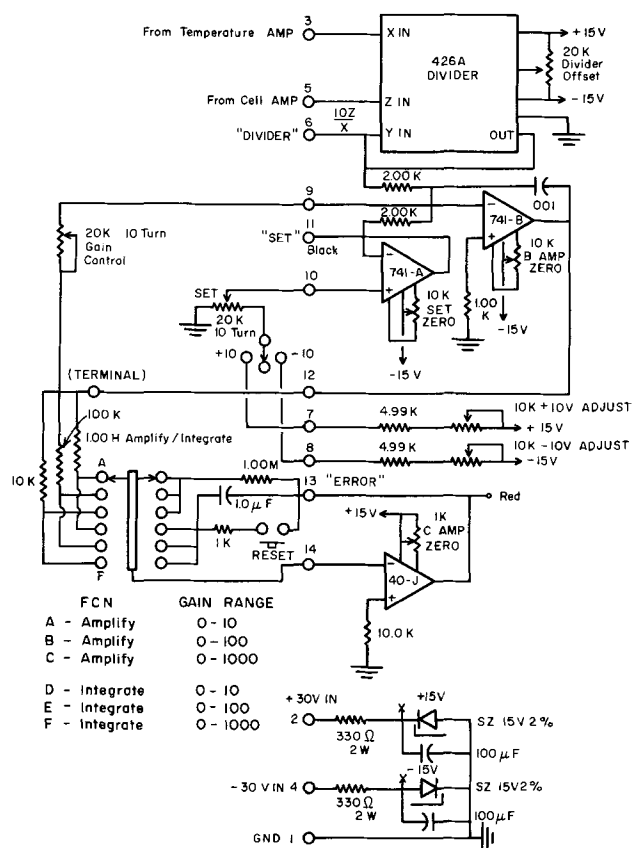 3
From Temperature AMP
X IN
426A
DIVIDER
+15V
20K
Divider
Offset
-15V
5
From Cell AMP
Z IN
6
10Z
X
"DIVIDER"
Y IN
OUT
2.00 K
9
2.00K
001
741-B
11
"SET"
Black
20K 10 Turn
Gain
Control
741-A
10K
B AMP
ZERO
10
SET
20K
10 Turn
10K
SET
ZERO
1.00
K
-15V
+10
-10
-15V
(TERMINAL)
12
100K
7
4.99K
10K +10V ADJUST
+ 15V
1.00 H Amplify/Integrate
8
4.99K
10K -10V ADJUST
-15V
10K
A
1.00M
13
"ERROR"
Red
1.0μF
+15V
1K
C AMP
ZERO
1K
RESET
14
40-J
F
10.0K
FCN
GAIN RANGE
A - Amplify
0-10
B - Amplify
0-100
C - Amplify
0-1000
D - Integrate
0-10
E - Integrate
0-100
F - Integrate
0-1000
+30V IN
2
+15V
SZ 15V 2%
330Ω
2W
100μF
-30 V IN 4
-15V
SZ 15V2%
330Ω
2W
100μF
GND 1